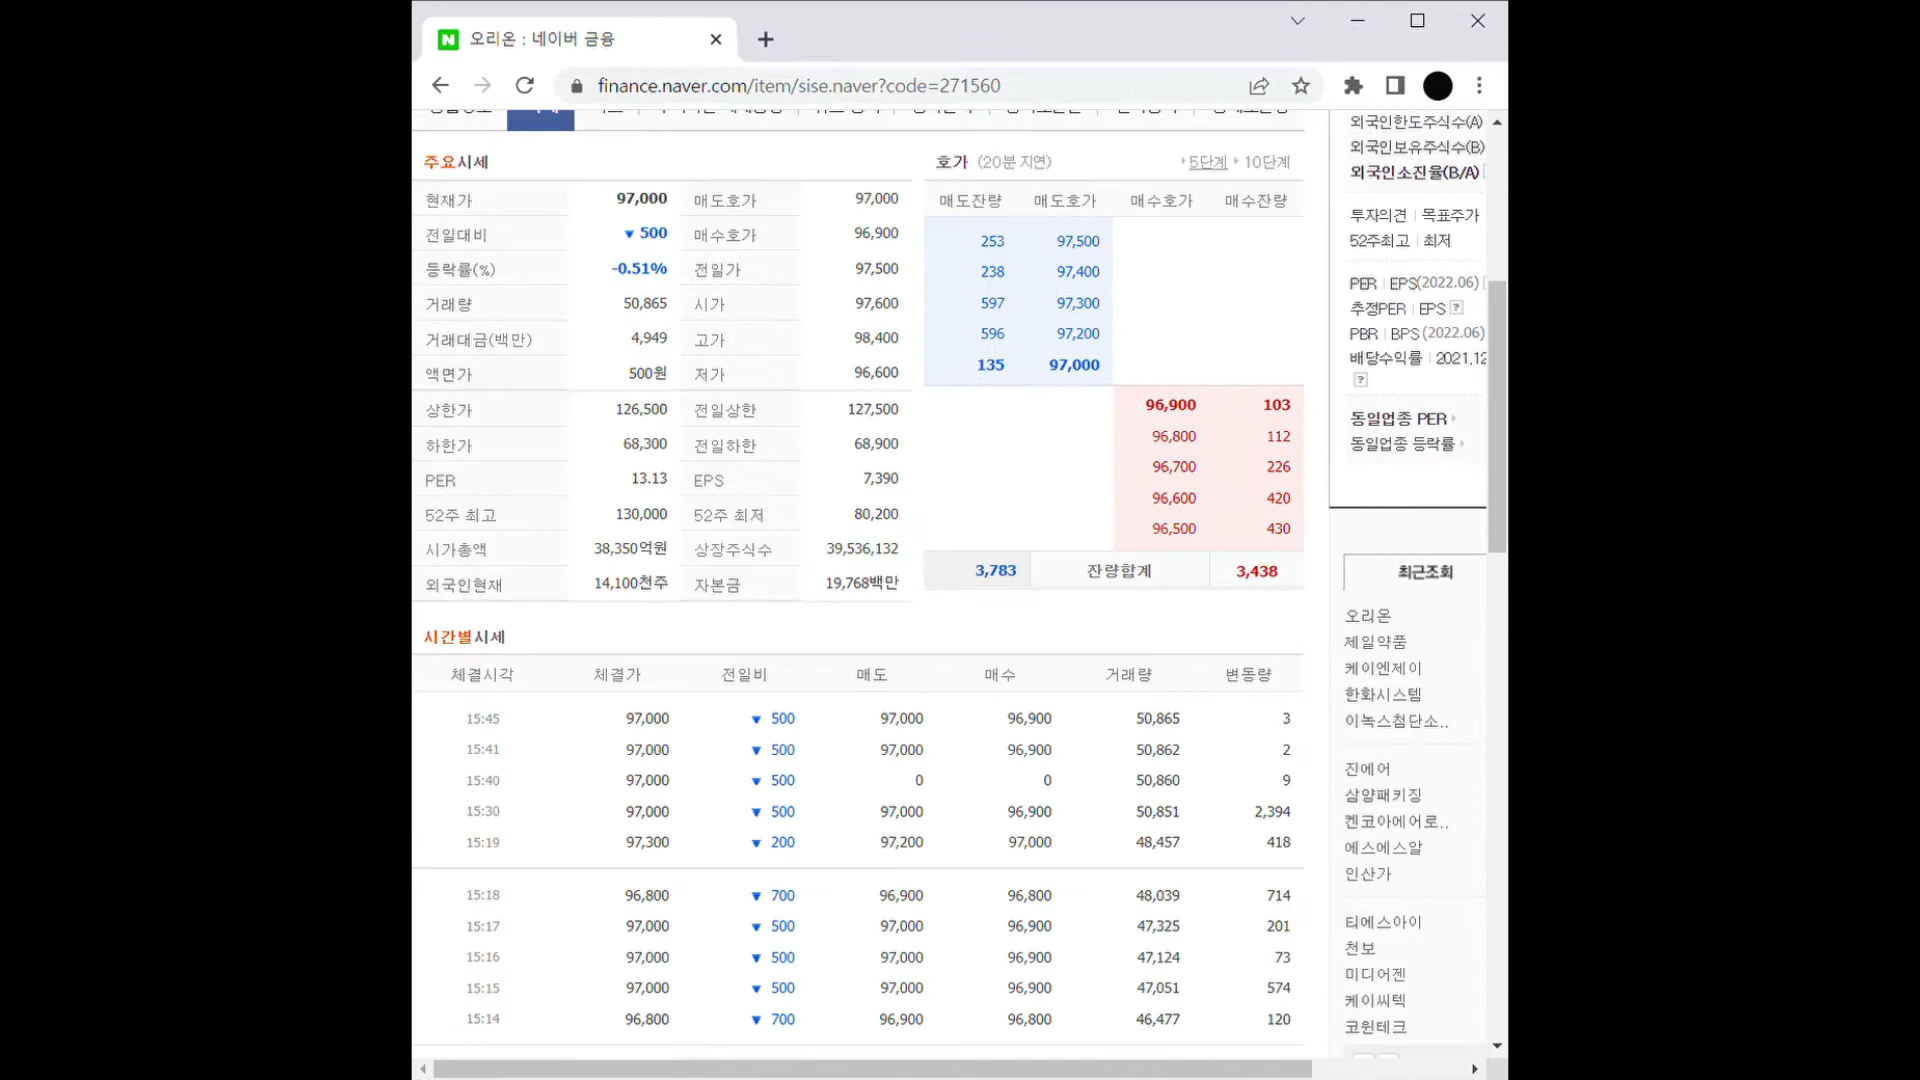 오리온 : 네이버 금융
finance.naver.com/item/sise.naver?code=271560
주요시세
현재가 97,000 매도호가 97,000
전일대비 ▼ 500 매수호가 96,900
등락률(%) -0.51% 전일가 97,500
거래량 50,865 시가 97,600
거래대금(백만) 4,949 고가 98,400
액면가 500원 저가 96,600
상한가 126,500 전일상한 127,500
하한가 68,300 전일하한 68,900
PER 13.13 EPS 7,390
52주 최고 130,000 52주 최저 80,200
시가총액 38,350억원 상장주식수 39,536,132
외국인현재 14,100천주 자본금 19,768백만
호가 (20분 지연) 5단계 10단계
매도잔량 매도호가 매수호가 매수잔량
253 97,500
238 97,400
597 97,300
596 97,200
135 97,000
96,900 103
96,800 112
96,700 226
96,600 420
96,500 430
3,783 잔량합계 3,438
시간별시세
체결시각 체결가 전일비 매도 매수 거래량 변동량
15:45 97,000 ▼ 500 97,000 96,900 50,865 3
15:41 97,000 ▼ 500 97,000 96,900 50,862 2
15:40 97,000 ▼ 500 0 0 50,860 9
15:30 97,000 ▼ 500 97,000 96,900 50,851 2,394
15:19 97,300 ▼ 200 97,200 97,000 48,457 418
15:18 96,800 ▼ 700 96,900 96,800 48,039 714
15:17 97,000 ▼ 500 97,000 96,900 47,325 201
15:16 97,000 ▼ 500 97,000 96,900 47,124 73
15:15 97,000 ▼ 500 97,000 96,900 47,051 574
15:14 96,800 ▼ 700 96,900 96,800 46,477 120
외국인한도주식수(A)
외국인보유주식수(B)
외국인소진율(B/A)
투자의견 | 목표주가
52주최고 | 최저
PER | EPS(2022.06)
추정PER | EPS ?
PBR | BPS (2022.06)
배당수익률 | 2021.12
?
동일업종 PER
동일업종 등락률
최근조회
오리온
제일약품
케이엔제이
한화시스템
이녹스첨단소..
진에어
삼양패키징
켄코아에어로..
에스에스알
인산가
티에스아이
천보
미디어젠
케이씨텍
코윈테크